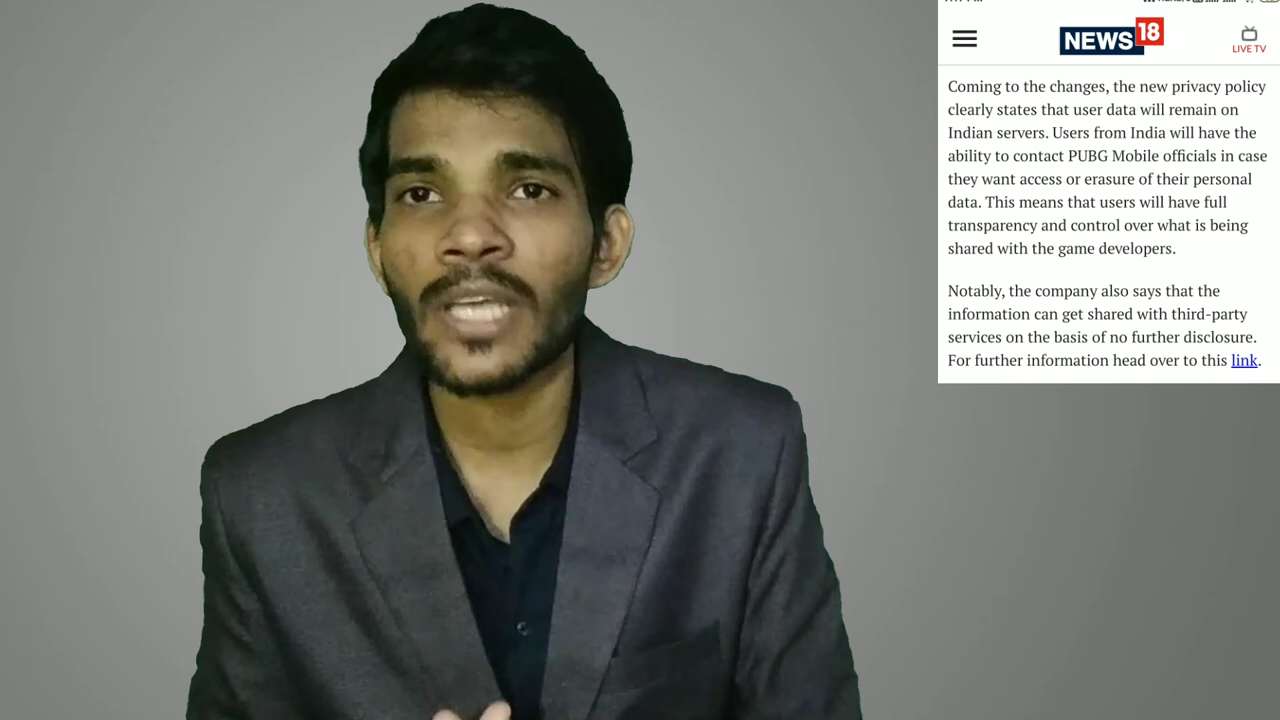 NEWS 18
LIVE TV
Coming to the changes, the new privacy policy
clearly states that user data will remain on
Indian servers. Users from India will have the
ability to contact PUBG Mobile officials in case
they want access or erasure of their personal
data. This means that users will have full
transparency and control over what is being
shared with the game developers.
Notably, the company also says that the
information can get shared with third-party
services on the basis of no further disclosure.
For further information head over to this link.